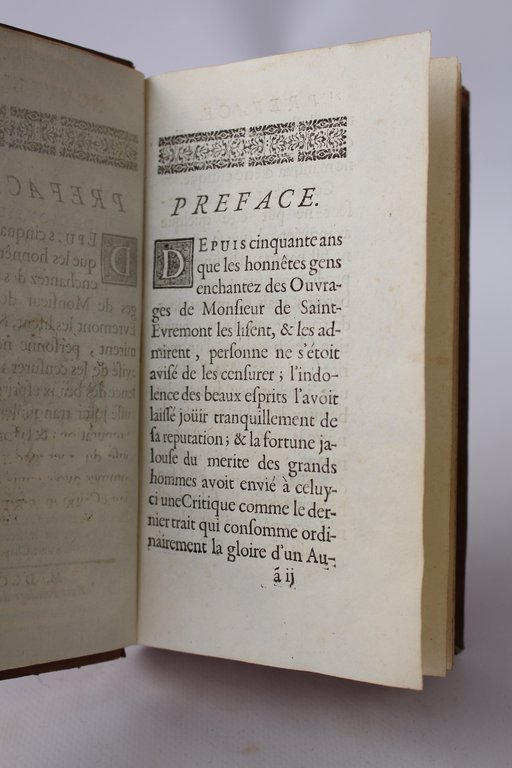 PREFACE.
DEPUIS cinquante ans
que les honnêtes gens
enchantez des Ouvra-
ges de Monſieur de Saint-
Evremont les liſent, & les ad-
mirent, perſonne ne s'étoit
aviſé de les cenſurer; l'indo-
lence des beaux eſprits l'avoit
laiſſé joüir tranquillement de
ſa reputation; & la fortune ja-
louſe du merite des grands
hommes avoit envié à celuy-
ci une Critique comme le der-
nier trait qui conſomme ordi-
nairement la gloire d'un Au-
ã ij